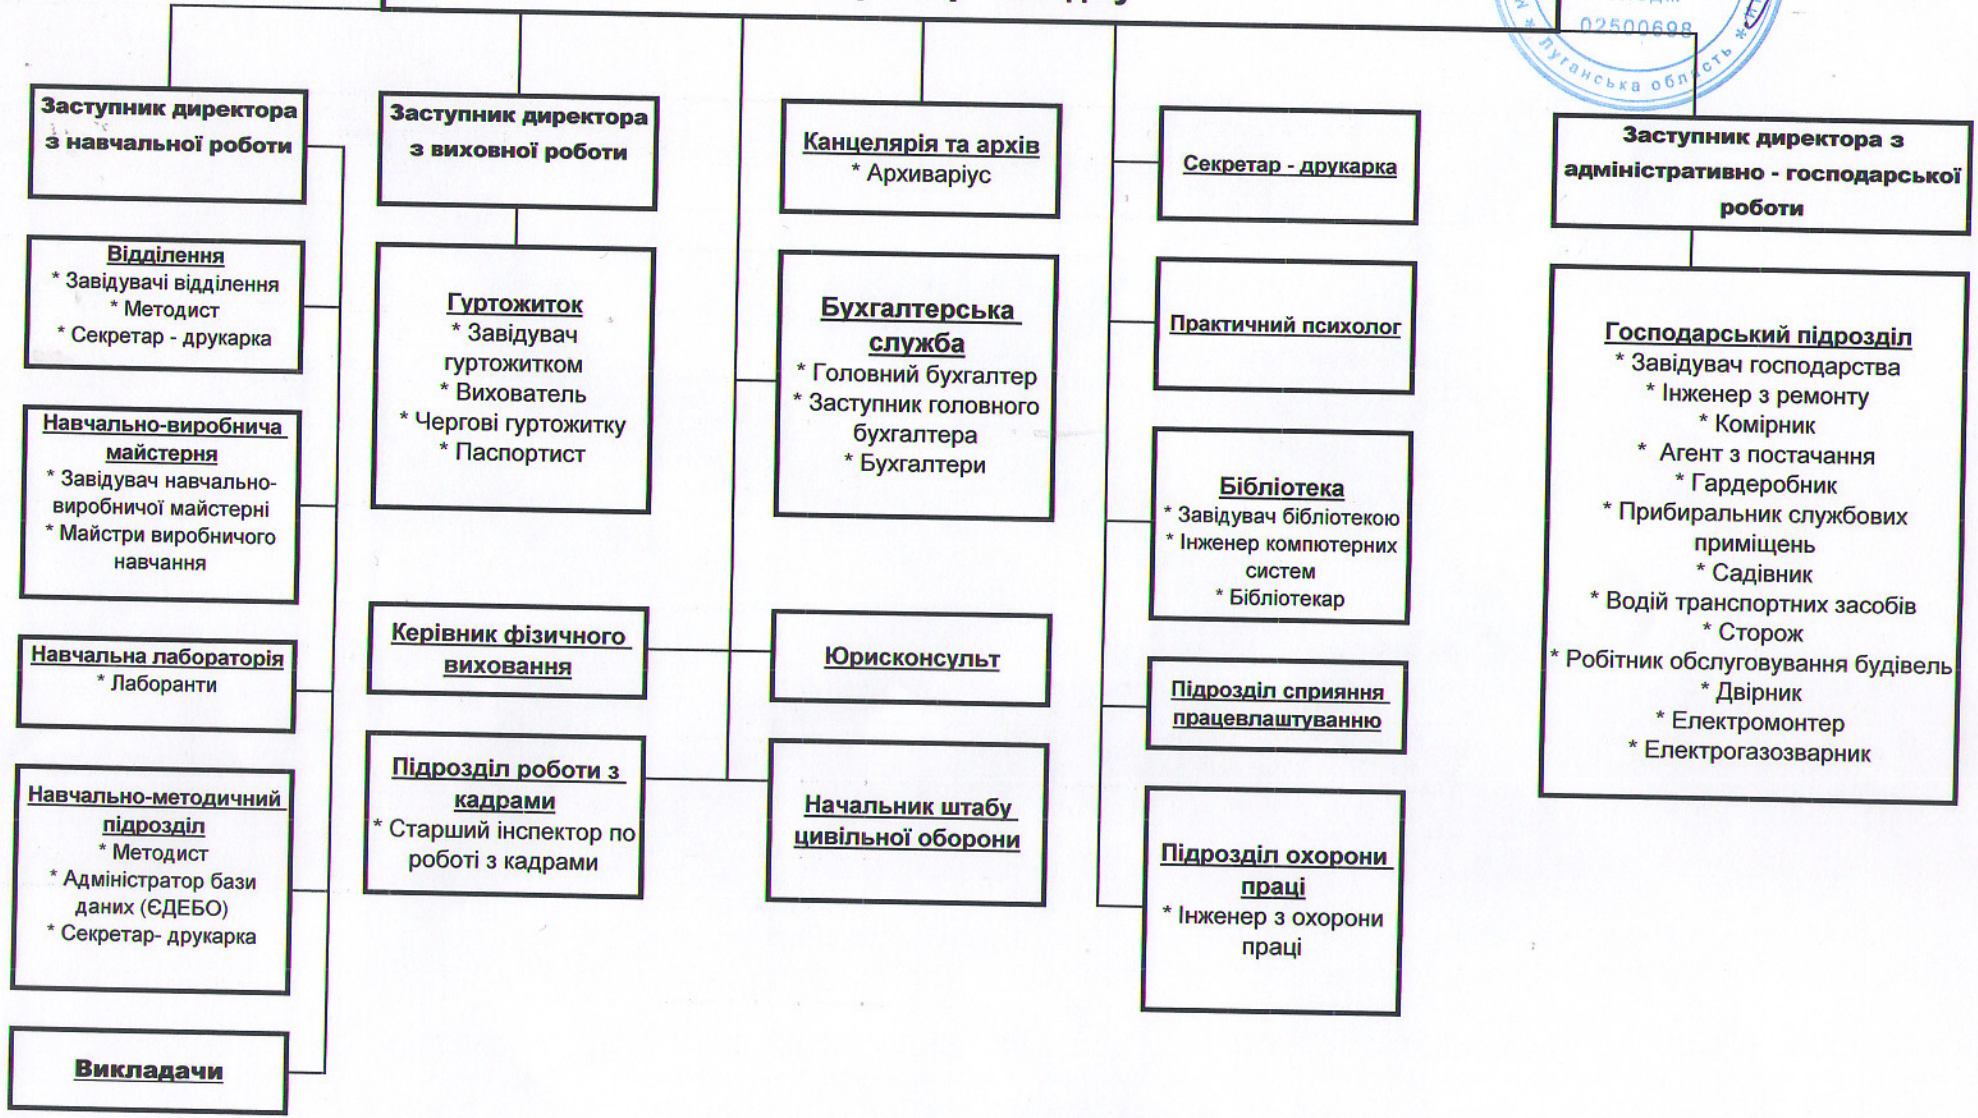 02500698
Луганська область
Заступник директора
з навчальної роботи
Відділення
* Завідувачі відділення
* Методист
* Секретар - друкарка
Навчально-виробнича
майстерня
* Завідувач навчально-
виробничої майстерні
* Майстри виробничого
навчання
Навчальна лабораторія
* Лаборанти
Навчально-методичний
підрозділ
* Методист
* Адміністратор бази
даних (ЄДЕБО)
* Секретар- друкарка
Викладачи
Заступник директора
з виховної роботи
Гуртожиток
* Завідувач
гуртожитком
* Вихователь
* Чергові гуртожитку
* Паспортист
Керівник фізичного
виховання
Підрозділ роботи з
кадрами
* Старший інспектор по
роботі з кадрами
Канцелярія та архів
* Архиваріус
Бухгалтерська
служба
* Головний бухгалтер
* Заступник головного
бухгалтера
* Бухгалтери
Юрисконсульт
Начальник штабу
цивільної оборони
Секретар - друкарка
Практичний психолог
Бібліотека
* Завідувач бібліотекою
* Інженер компютерних
систем
* Бібліотекар
Підрозділ сприяння
працевлаштуванню
Підрозділ охорони
праці
* Інженер з охорони
праці
Заступник директора з
адміністративно - господарської
роботи
Господарський підрозділ
* Завідувач господарства
* Інженер з ремонту
* Комірник
* Агент з постачання
* Гардеробник
* Прибиральник службових
приміщень
* Садівник
* Водій транспортних засобів
* Сторож
* Робітник обслуговування будівель
* Двірник
* Електромонтер
* Електрогазозварник